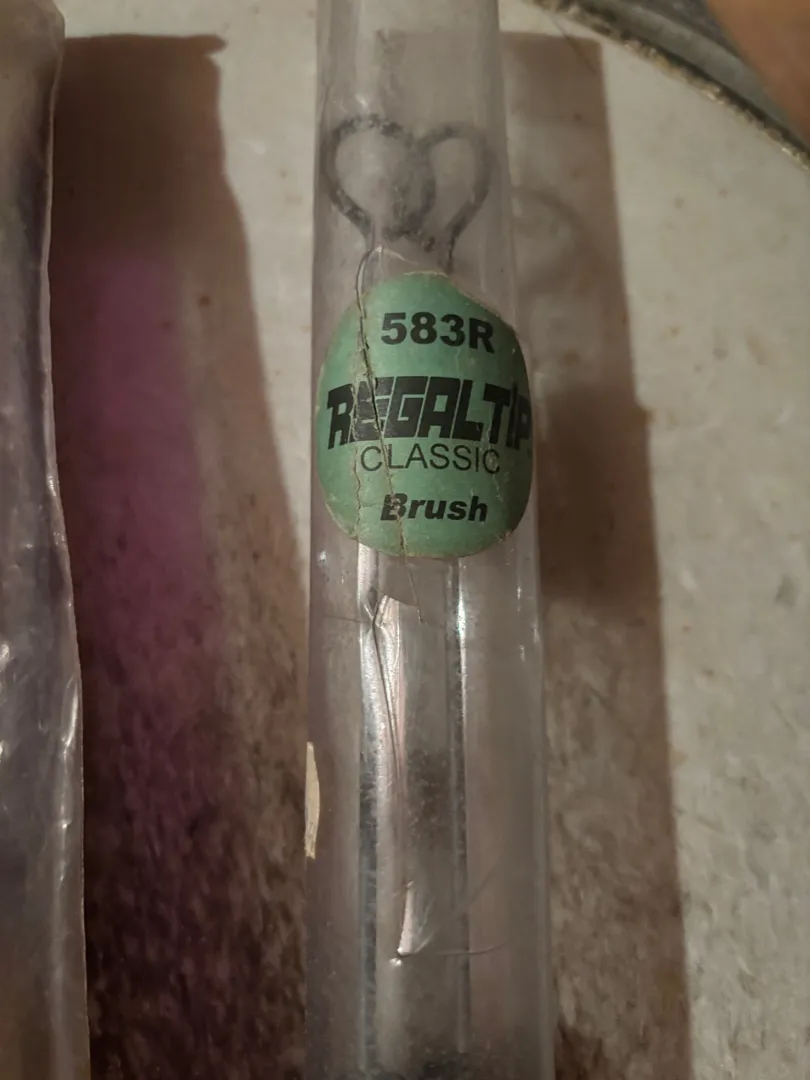 583R
REGALTIP
CLASSIC
Brush